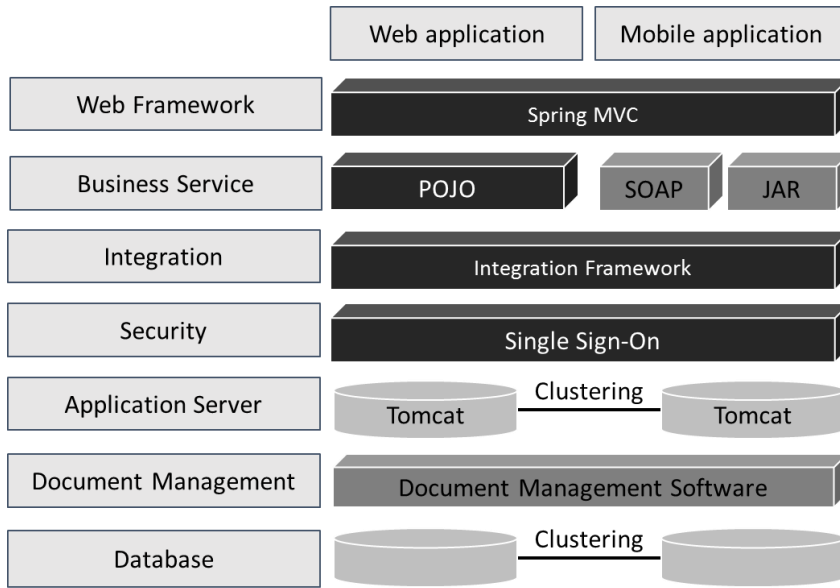 Web application
Mobile application
Web Framework
Spring MVC
Business Service
POJO
SOAP
JAR
Integration
Integration Framework
Security
Single Sign-On
Application Server
Tomcat
Clustering
Tomcat
Document Management
Document Management Software
Database
Clustering